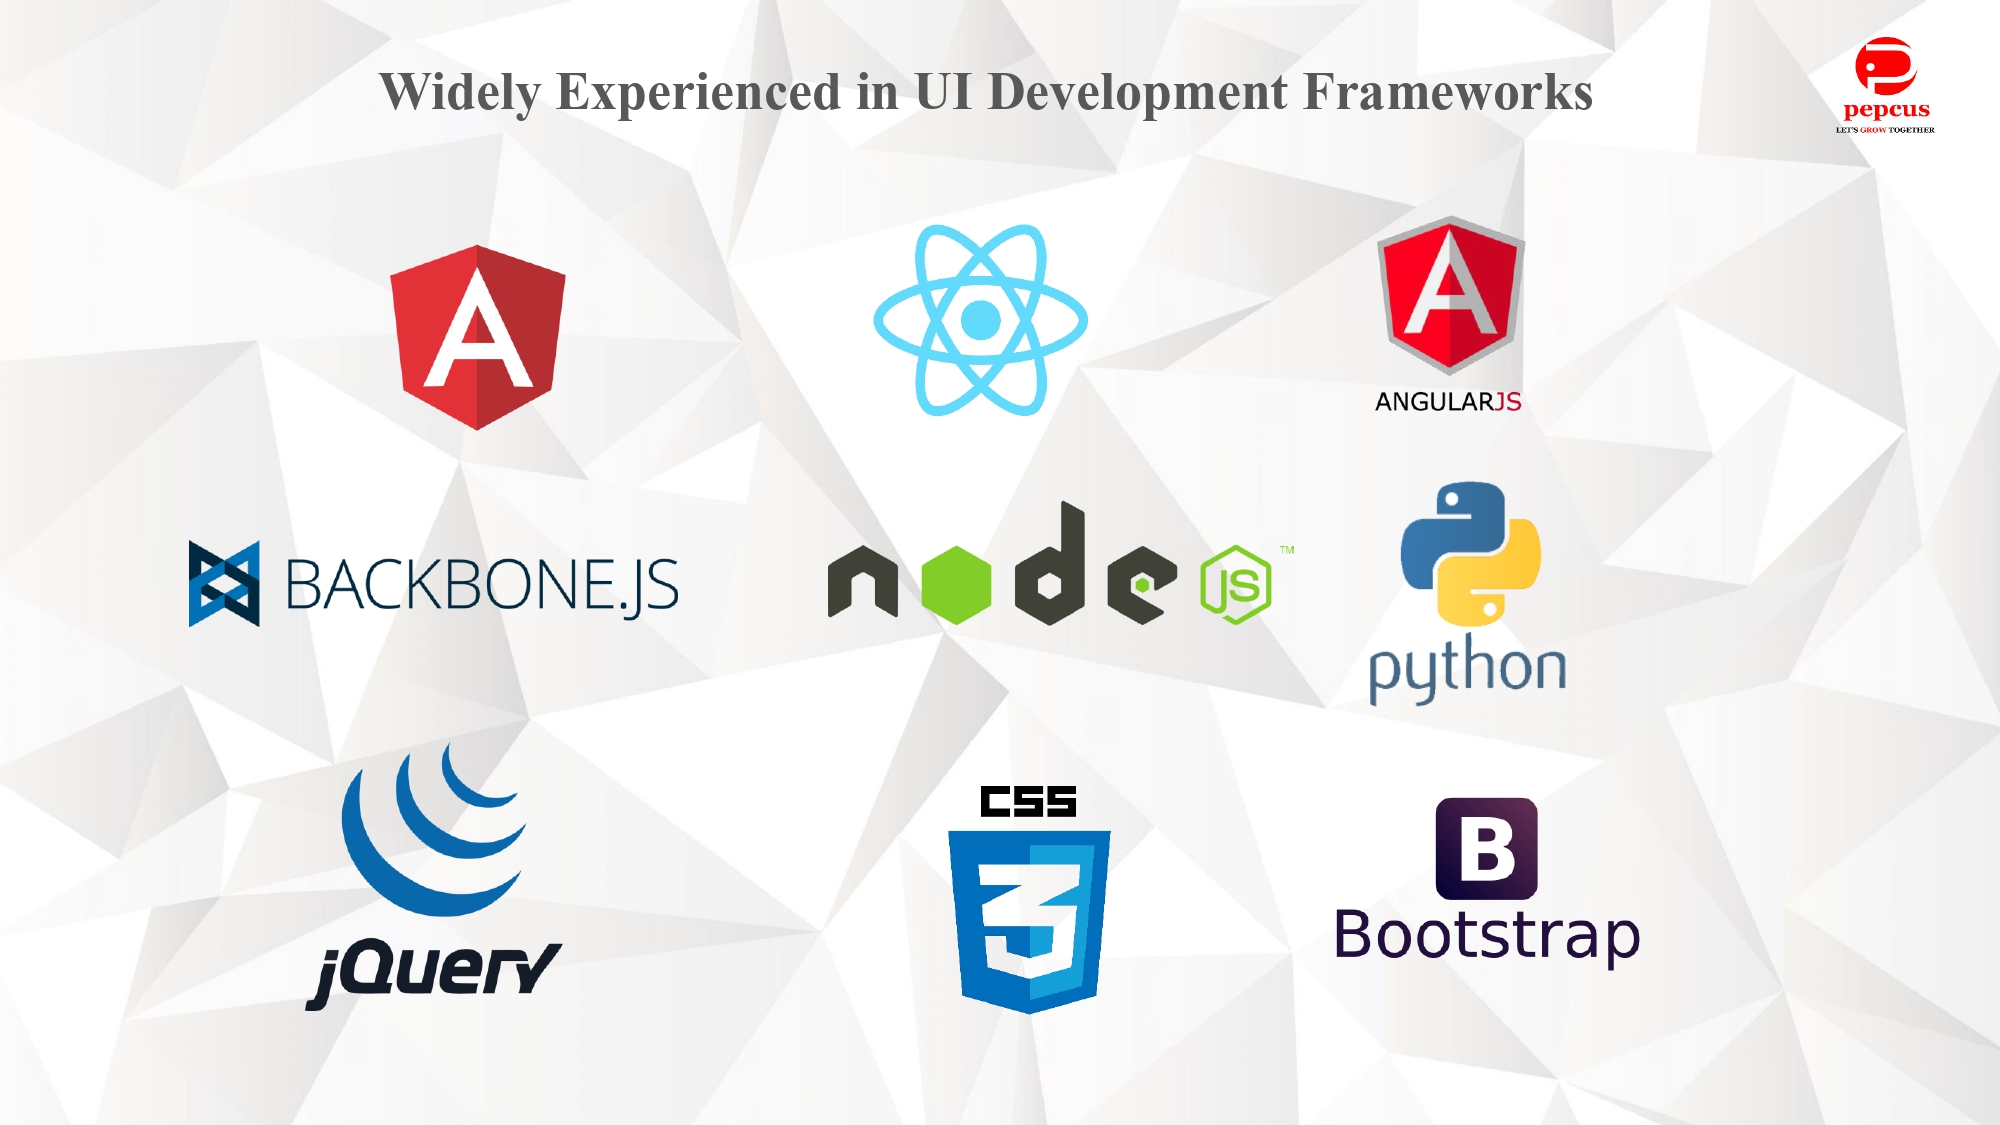 Widely Experienced in UI Development Frameworks
pepcus
LET'S GROW TOGETHER
A
A
ANGULARJS
BACKBONE.JS
node JS ™
python
jQuery
CSS
3
B
Bootstrap